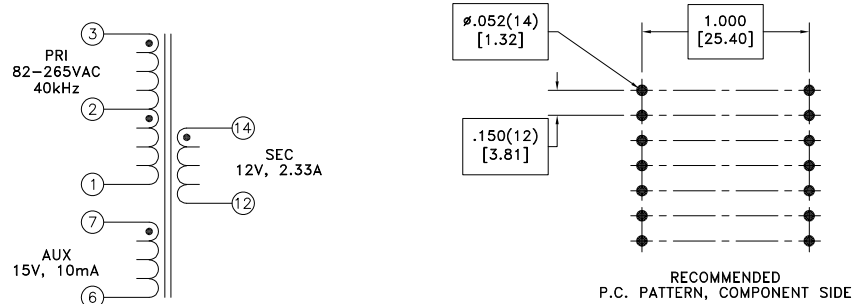 3
PRI
82-265VAC
40kHz
2
1
7
AUX
15V, 10mA
6
14
SEC
12V, 2.33A
12
ø.052(14)
[1.32]
1.000
[25.40]
.150(12)
[3.81]
RECOMMENDED
P.C. PATTERN, COMPONENT SIDE